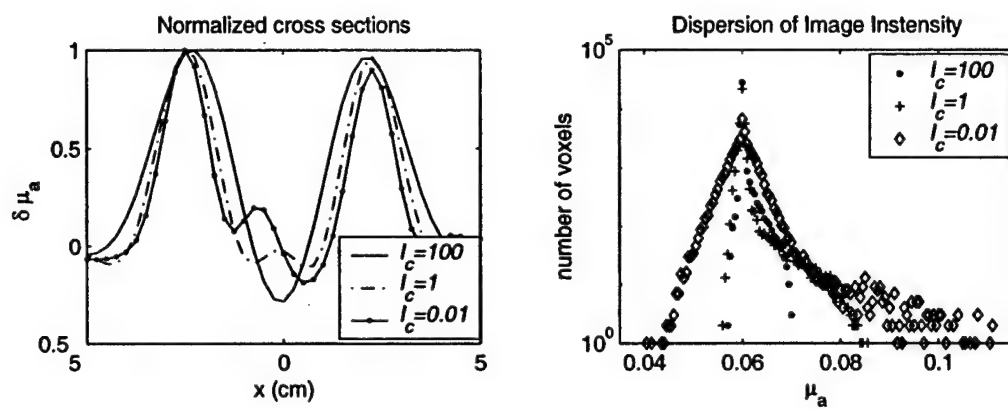 Normalized cross sections
1
0.5
0
0.5
δ μa
5
0
5
x (cm)
lc=100
lc=1
lc=0.01
Dispersion of Image Instensity
10^5
10^0
number of voxels
0.04
0.06
0.08
0.1
μa
lc=100
lc=1
lc=0.01